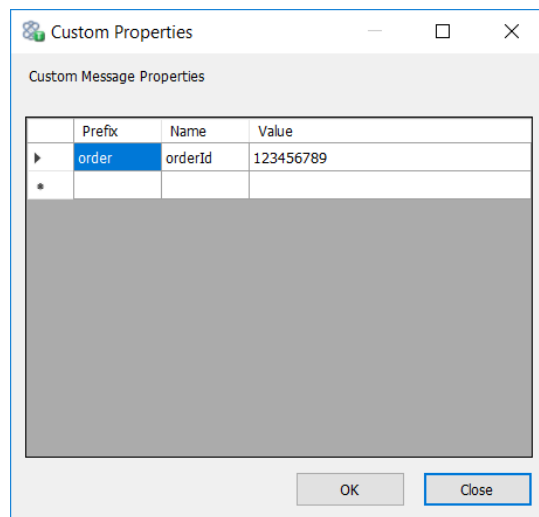 Custom Properties
Custom Message Properties
Prefix Name Value
order orderId 123456789
OK Close